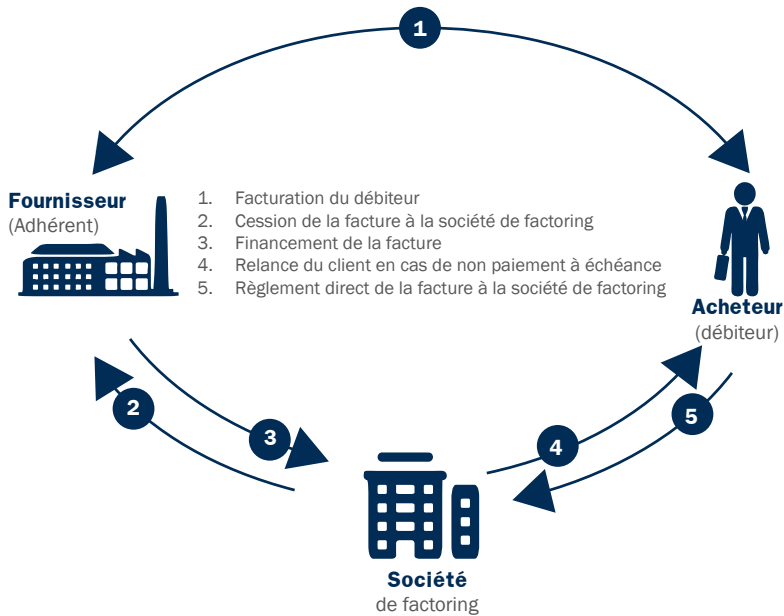 1
Fournisseur
(Adhérent)
1. Facturation du débiteur
2. Cession de la facture à la société de factoring
3. Financement de la facture
4. Relance du client en cas de non paiement à échéance
5. Règlement direct de la facture à la société de factoring
Acheteur
(débiteur)
2
3
4
5
Société
de factoring